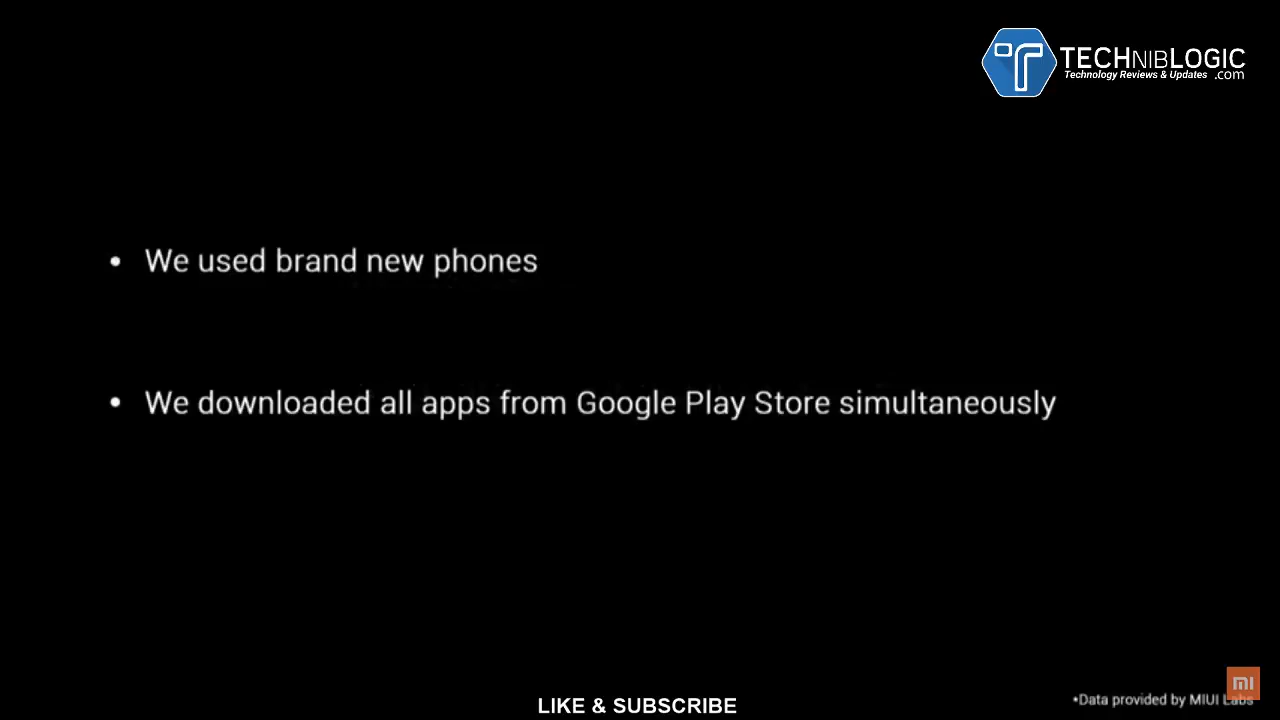 TECHNIBLOGIC
Technology Reviews & Updates .com
• We used brand new phones
• We downloaded all apps from Google Play Store simultaneously
LIKE & SUBSCRIBE
*Data provided by MIUI Labs
mi